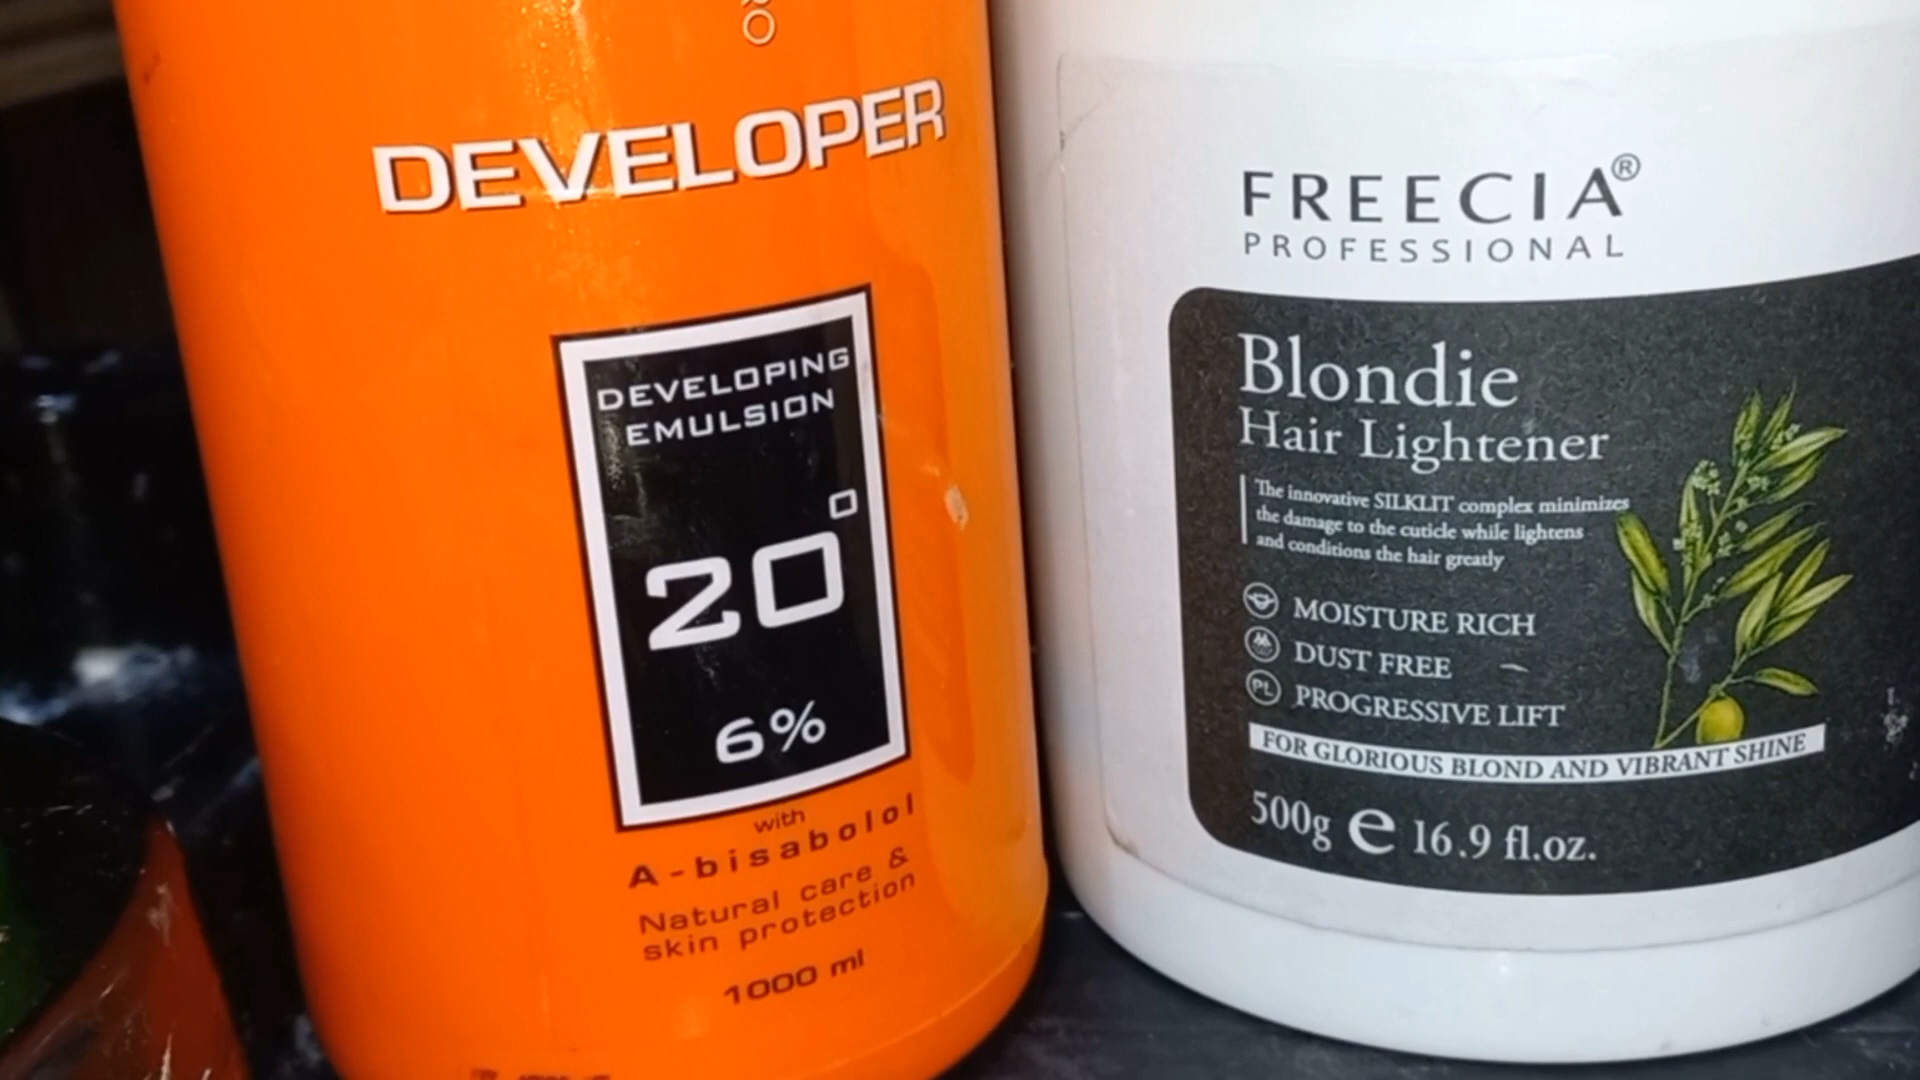 DEVELOPER
DEVELOPING
EMULSION
20°
6%
with
A-bisabolol
Natural care &
skin protection
1000 ml
FREECIA®
PROFESSIONAL
Blondie
Hair Lightener
The innovative SILKLIT complex minimizes
the damage to the cuticle while lightens
and conditions the hair greatly
MOISTURE RICH
DUST FREE
PL PROGRESSIVE LIFT
FOR GLORIOUS BLOND AND VIBRANT SHINE
500g e 16.9 fl.oz.